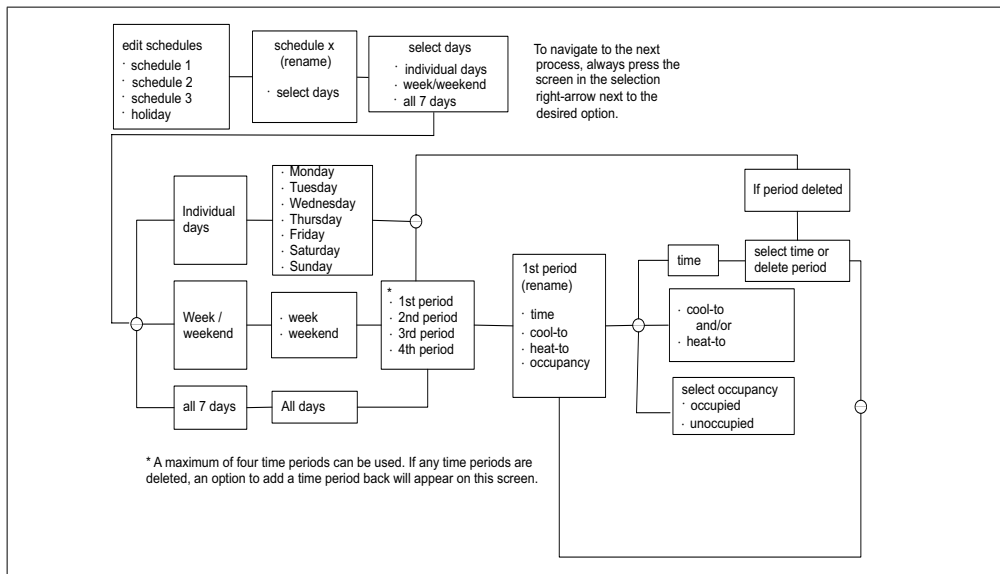 edit schedules
· schedule 1
· schedule 2
· schedule 3
· holiday
schedule x
(rename)
· select days
select days
· individual days
· week/weekend
· all 7 days
To navigate to the next
process, always press the
screen in the selection
right-arrow next to the
desired option.
Individual
days
· Monday
· Tuesday
· Wednesday
· Thursday
· Friday
· Saturday
· Sunday
If period deleted
time
select time or
delete period
Week /
weekend
· week
· weekend
*
· 1st period
· 2nd period
· 3rd period
· 4th period
1st period
(rename)
· time
· cool-to
· heat-to
· occupancy
· cool-to
and/or
· heat-to
all 7 days
All days
select occupancy
· occupied
· unoccupied
* A maximum of four time periods can be used. If any time periods are
deleted, an option to add a time period back will appear on this screen.